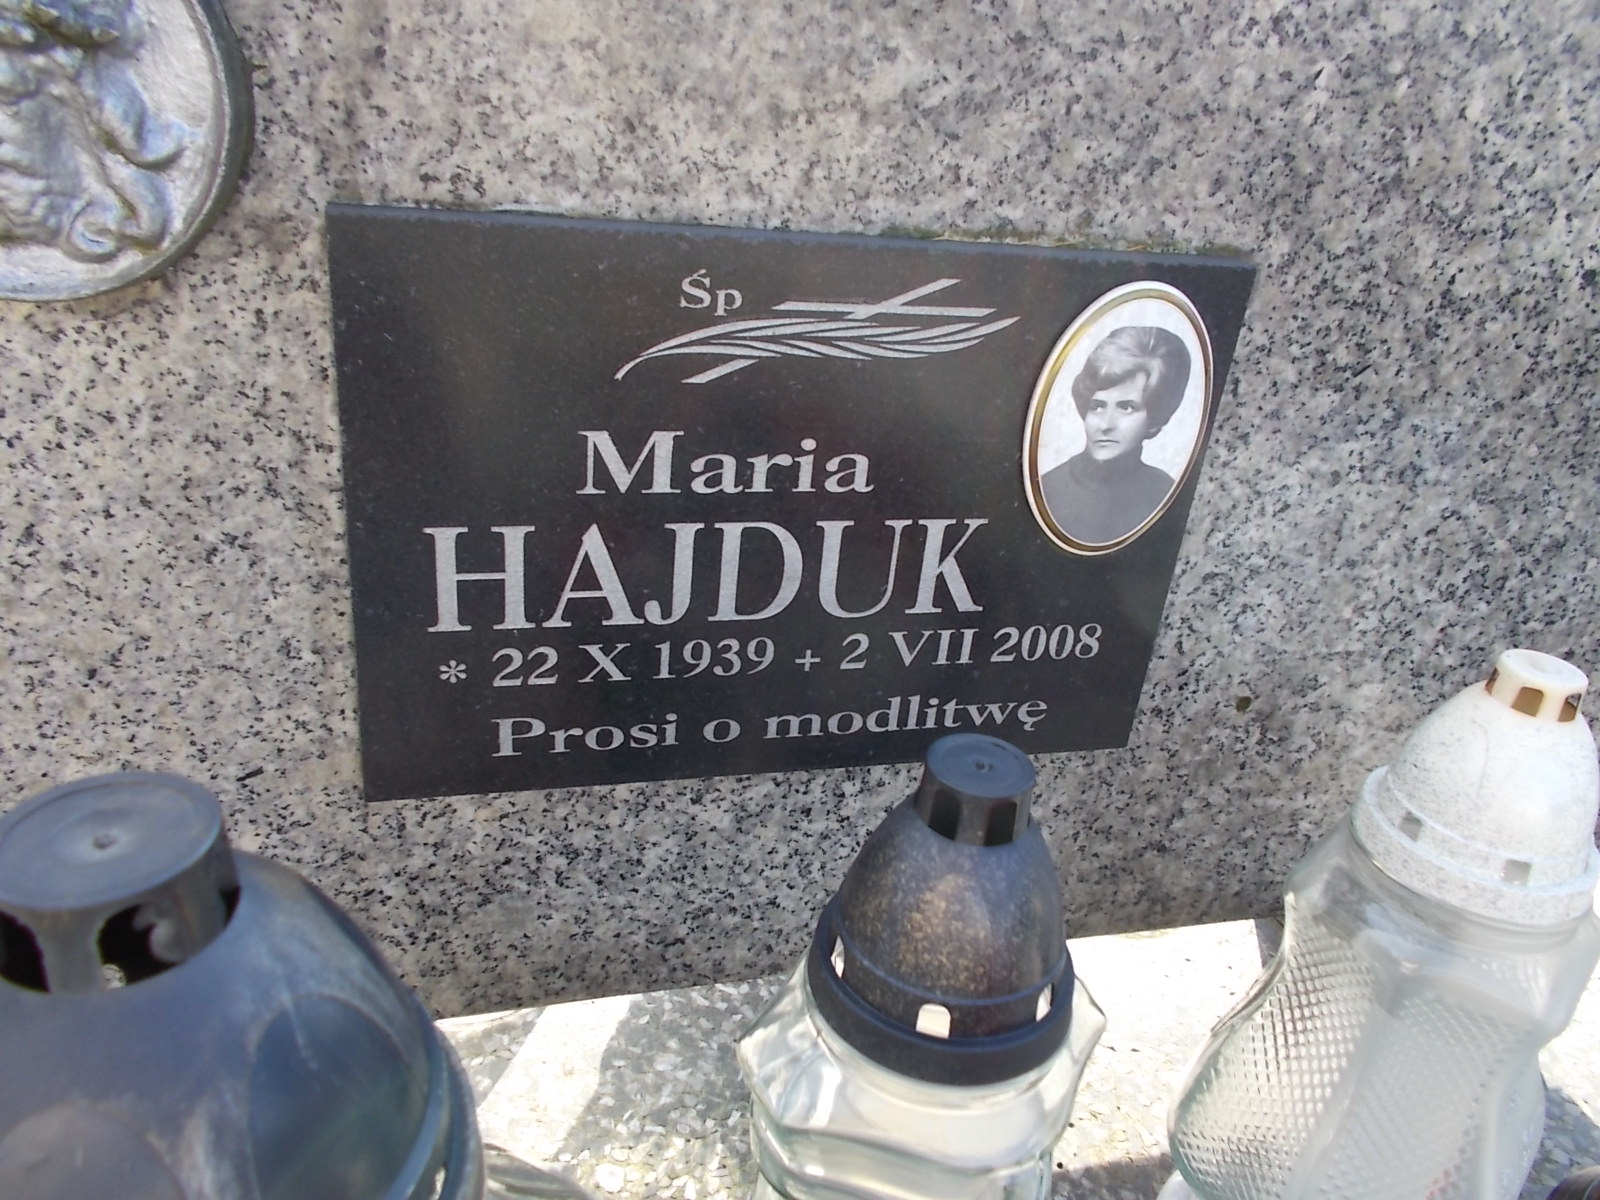 Śp
Maria
HAJDUK
* 22 X 1939 + 2 VII 2008
Prosi o modlitwę